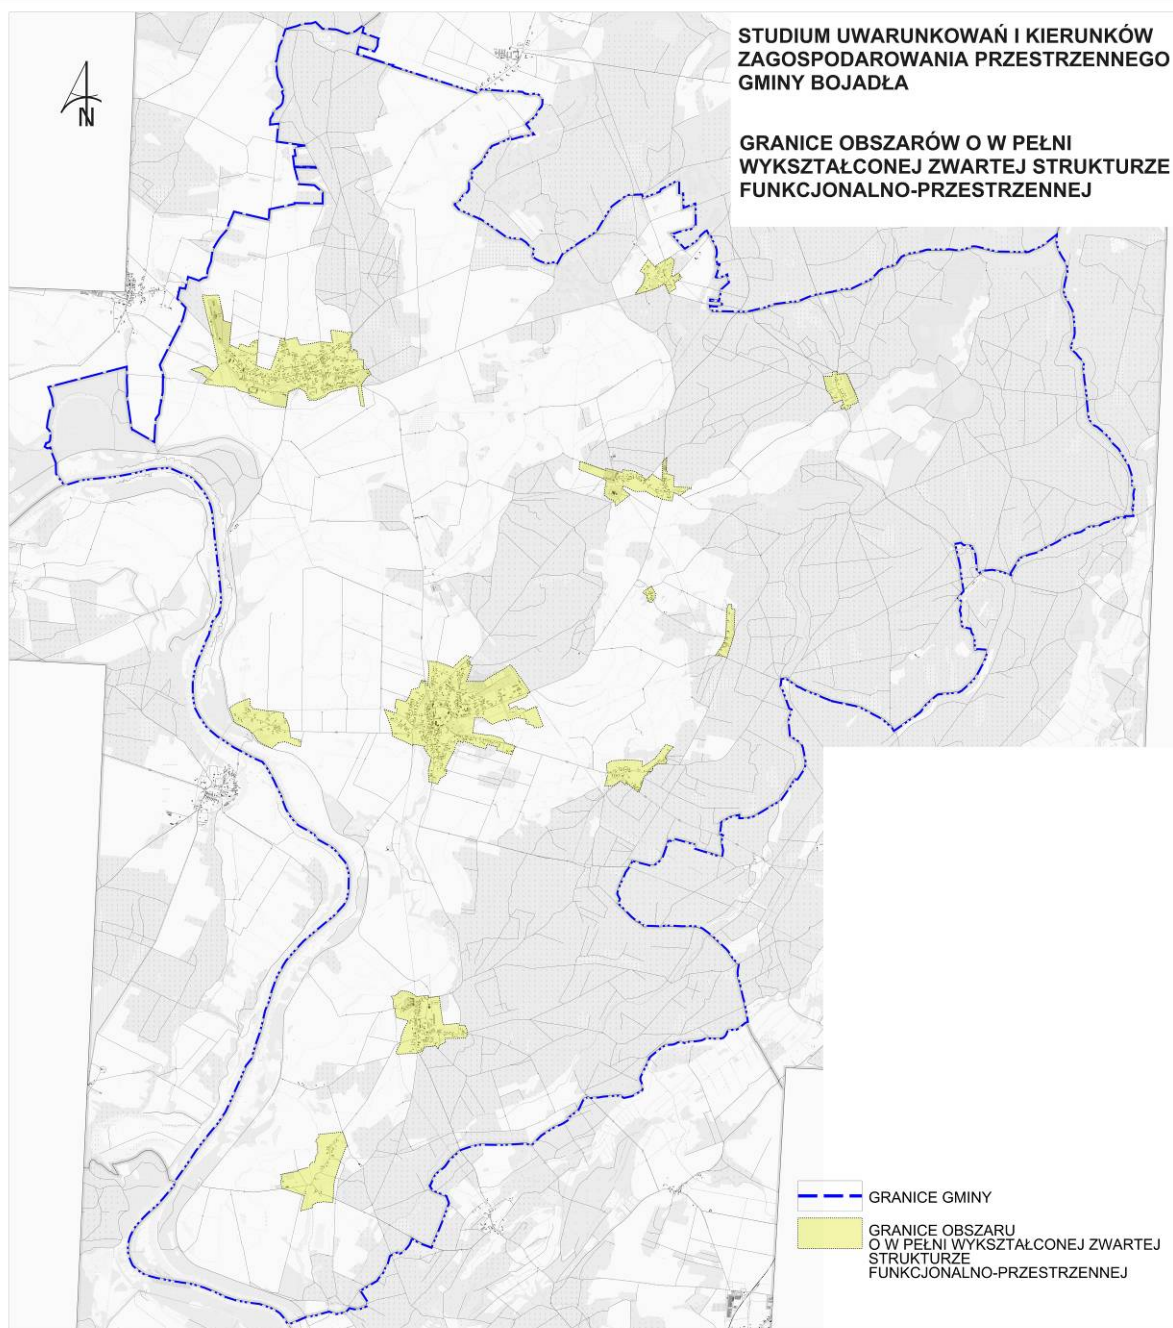 STUDIUM UWARUNKOWAŃ I KIERUNKÓW
ZAGOSPODAROWANIA PRZESTRZENNEGO
GMINY BOJADŁA
GRANICE OBSZARÓW O W PEŁNI
WYKSZTAŁCONEJ ZWARTEJ STRUKTURZE
FUNKCJONALNO-PRZESTRZENNEJ
N
GRANICE GMINY
GRANICE OBSZARU
O W PEŁNI WYKSZTAŁCONEJ ZWARTEJ
STRUKTURZE
FUNKCJONALNO-PRZESTRZENNEJ